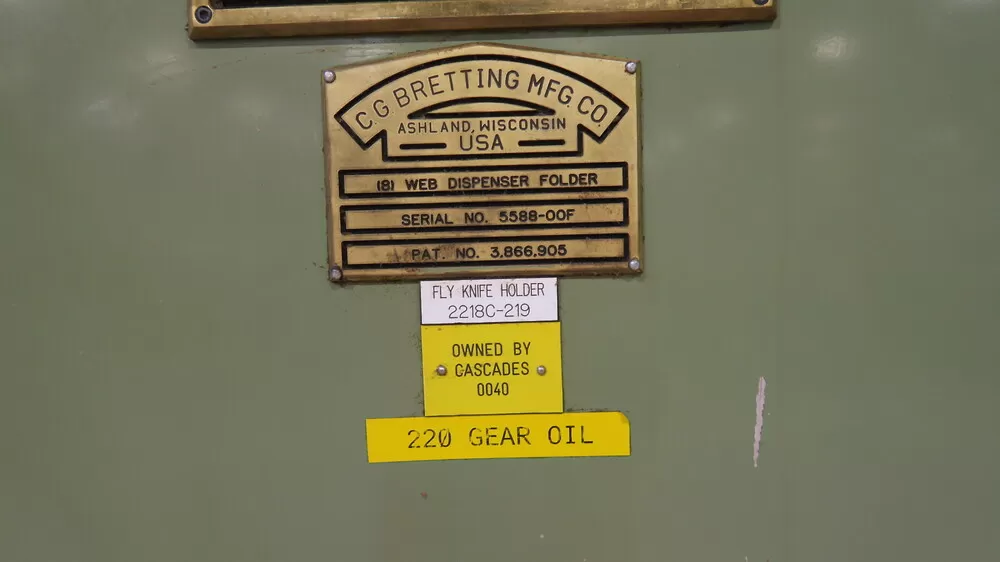 C.G. BRETTING MFG. CO.
ASHLAND, WISCONSIN
USA
(8) WEB DISPENSER FOLDER
SERIAL NO. 5588-OOF
PAT. NO. 3,866,905
FLY KNIFE HOLDER
2218C-219
OWNED BY
CASCADES
0040
220 GEAR OIL